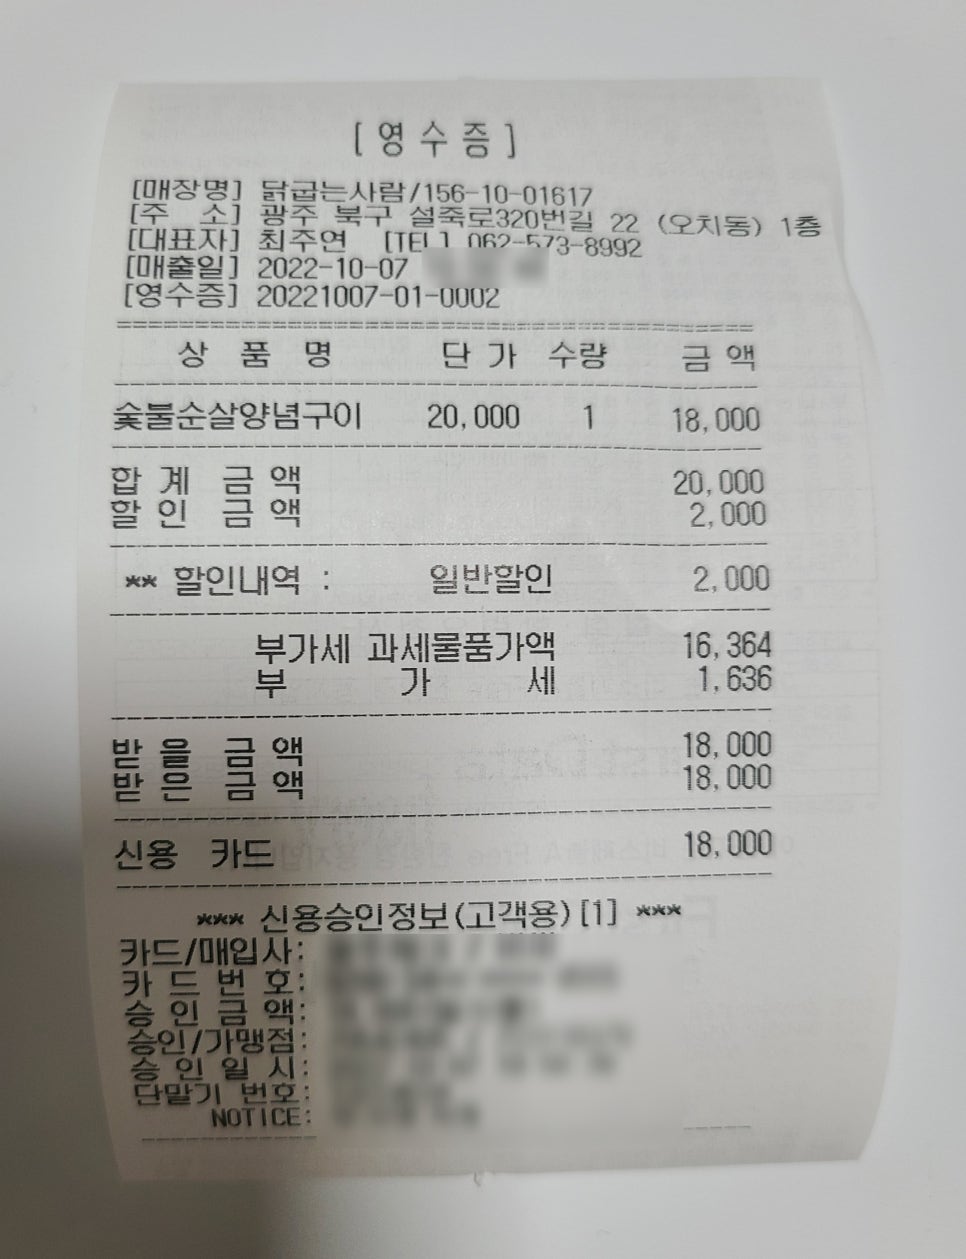 [ 영 수 증 ]
[매장명] 닭굽는사람/156-10-01617
[주 소] 광주 북구 설죽로320번길 22 (오치동) 1층
[대표자] 최주연 [TEL] 062-573-8992
[매출일] 2022-10-07
[영수증] 20221007-01-0002
상 품 명 단 가 수량 금 액
숯불순살양념구이 20,000 1 18,000
합 계 금 액 20,000
할 인 금 액 2,000
** 할인내역 : 일반할인 2,000
부가세 과세물품가액 16,364
부 가 세 1,636
받 을 금 액 18,000
받 은 금 액 18,000
신용 카드 18,000
*** 신용승인정보(고객용)[1] ***
카드/매입사:
카 드 번 호:
승 인 금 액:
승인/가맹점:
승 인 일 시:
단말기 번호:
NOTICE: